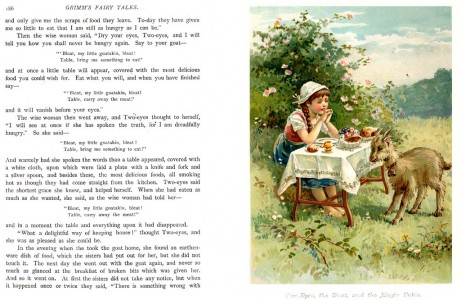 186 GRIMM'S FAIRY TALES.
and only give me the scraps of food they leave. To-day they have given
me so little to eat that I am still as hungry as I can be."
Then the wise woman said, "Dry your eyes, Two-eyes, and I will
tell you how you shall never be hungry again. Say to your goat—
"'Bleat, my little goatskin, bleat!
Table, bring me something to eat!'
and at once a little table will appear, covered with the most delicious
food you could wish for. Eat what you will, and when you have finished
say—
"'Bleat, my little goatskin, bleat!
Table, carry away the meat!'
and it will vanish before your eyes."
The wise woman then went away, and Two-eyes thought to herself,
"I will see at once if she has spoken the truth, for I am dreadfully
hungry." So she said—
"Bleat, my little goatskin, bleat!
Table, bring me something to eat!"
And scarcely had she spoken the words than a table appeared, covered with
a white cloth, upon which were laid a plate with a knife and fork and
a silver spoon, and besides these, the most delicious foods, all smoking
hot as though they had come straight from the kitchen. Two-eyes said
the shortest grace she knew, and helped herself. When she had eaten as
much as she wanted, she said, as the wise woman had told her—
"Bleat, my little goatskin, bleat!
Table, carry away the meat!"
and in a moment the table and everything upon it had disappeared.
"What a delightful way of keeping house!" thought Two-eyes, and
she was as pleased as she could be.
In the evening when she took the goat home, she found an earthen-
ware dish of food, which the sisters had put out for her, but she did not
touch it. The next day she went out with the goat again, and never so
much as glanced at the breakfast of broken bits which was given her.
And so it went on. At first the sisters did not take any notice, but when
it happened once or twice they said, "There is something wrong with
Two-Eyes, the Goat, and the Magic Table.